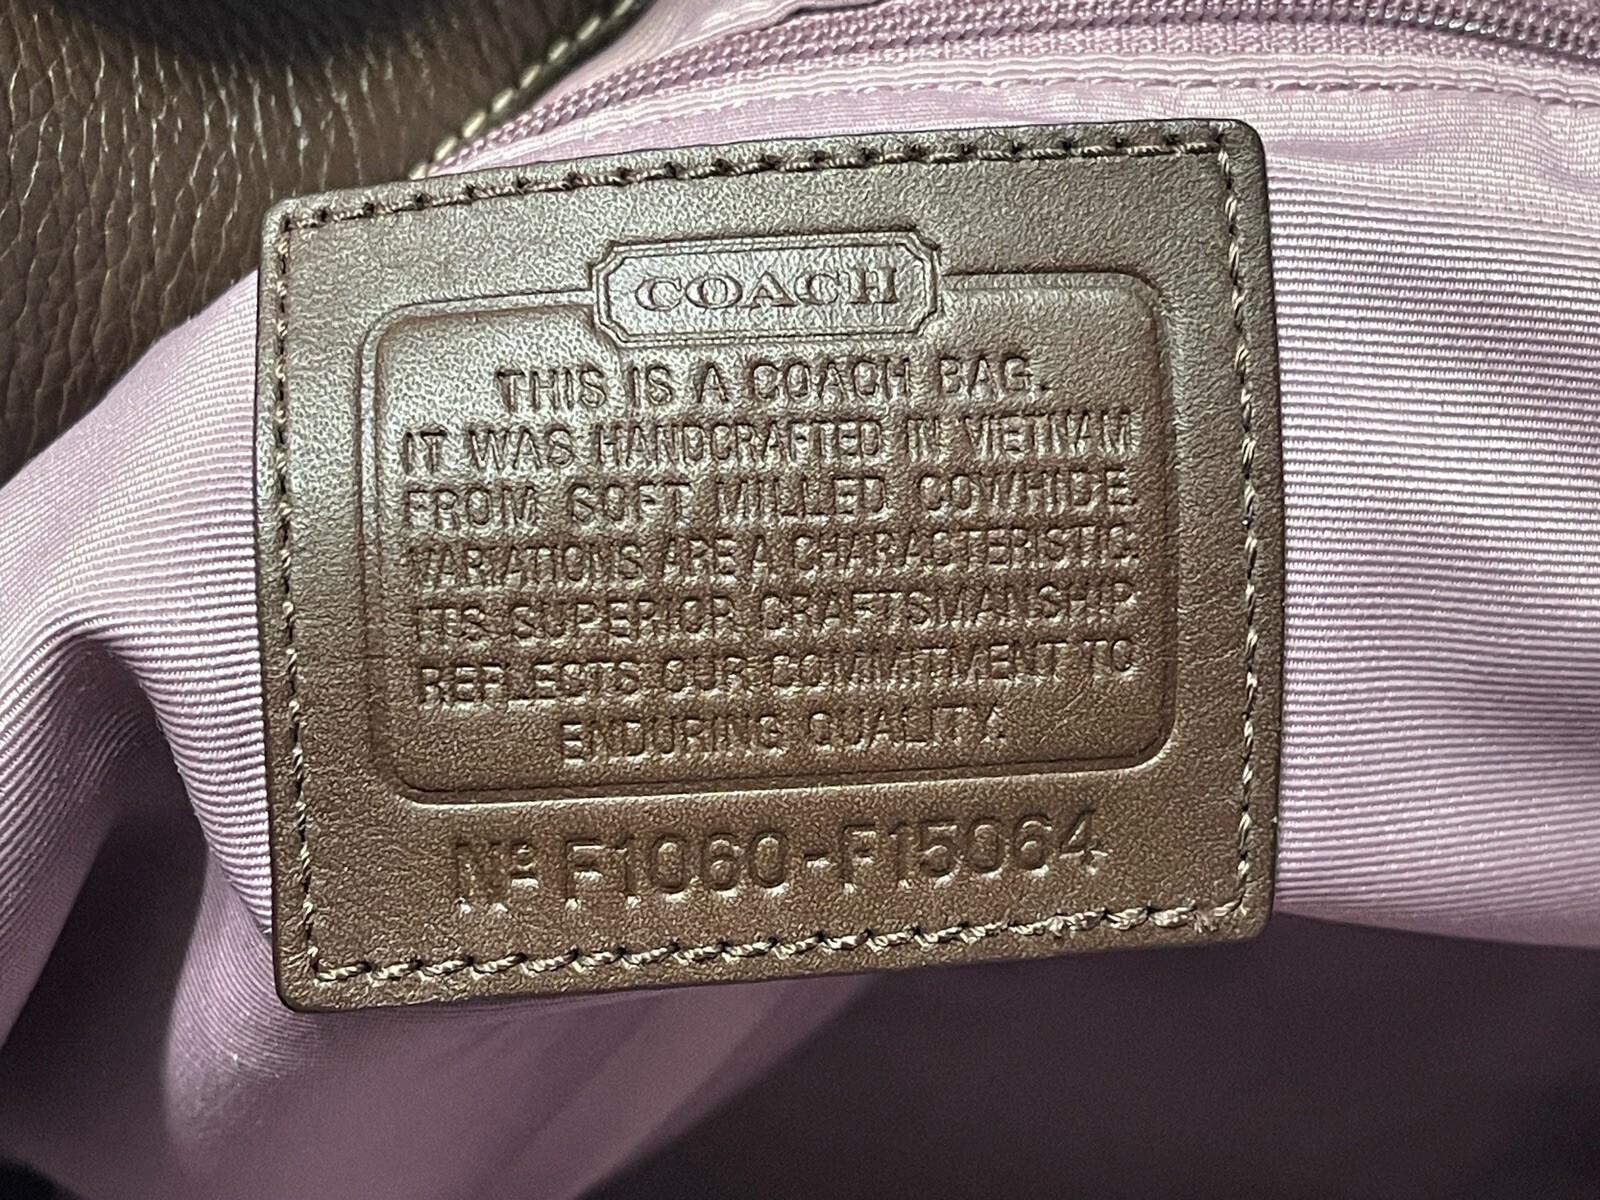 COACH
THIS IS A COACH BAG.
IT WAS HANDCRAFTED IN VIETNAM
FROM SOFT MILLED COWHIDE.
VARIATIONS ARE A CHARACTERISTIC.
ITS SUPERIOR CRAFTSMANSHIP
REFLECTS OUR COMMITMENT TO
ENDURING QUALITY.
Nº F1060-F15064